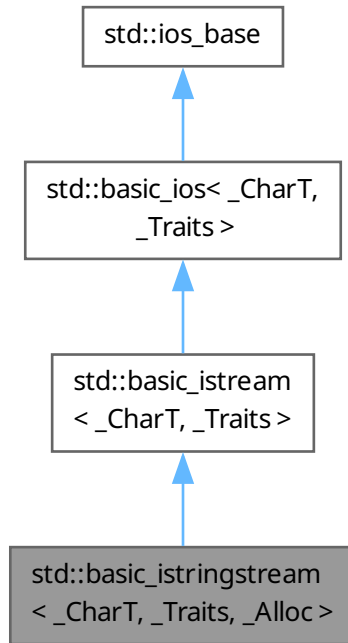 std::ios_base
std::basic_ios< _CharT,
_Traits >
std::basic_istream
< _CharT, _Traits >
std::basic_istringstream
< _CharT, _Traits, _Alloc >